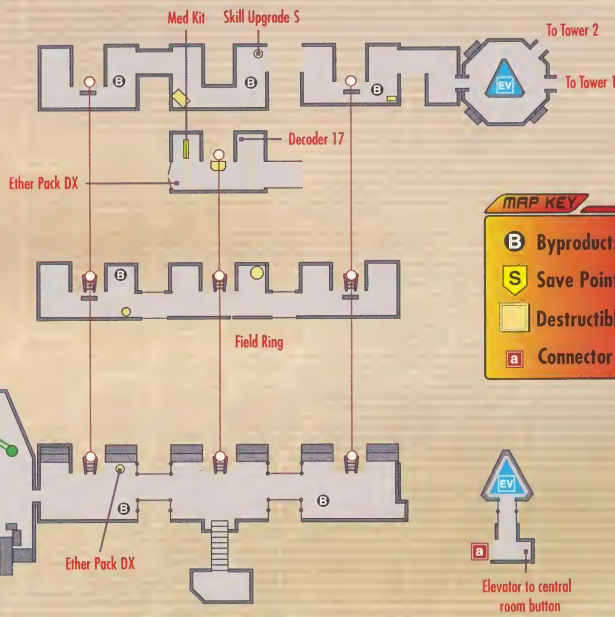 Med Kit
Skill Upgrade S
To Tower 2
To Tower 1
B
B
B
EV
Decoder 17
Ether Pack DX
MAP KEY
B Byproducts
S Save Point
Destructibl
a Connector
B
Field Ring
B
B
EV
a
Ether Pack DX
Elevator to central
room button